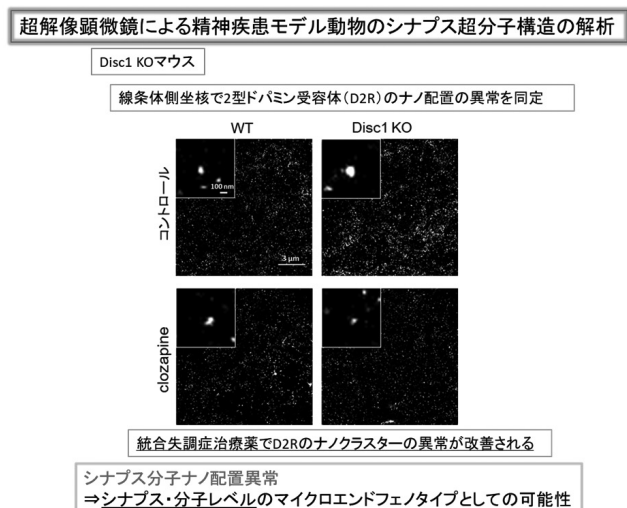 超解像顕微鏡による精神疾患モデル動物のシナプス超分子構造の解析
Disc1 KOマウス
線条体側坐核で2型ドパミン受容体（D2R）のナノ配置の異常を同定
WT
Disc1 KO
コントロール
100 nm
3 μm
clozapine
統合失調症治療薬でD2Rのナノクラスターの異常が改善される
シナプス分子ナノ配置異常
⇒シナプス・分子レベルのマイクロエンドフェノタイプとしての可能性